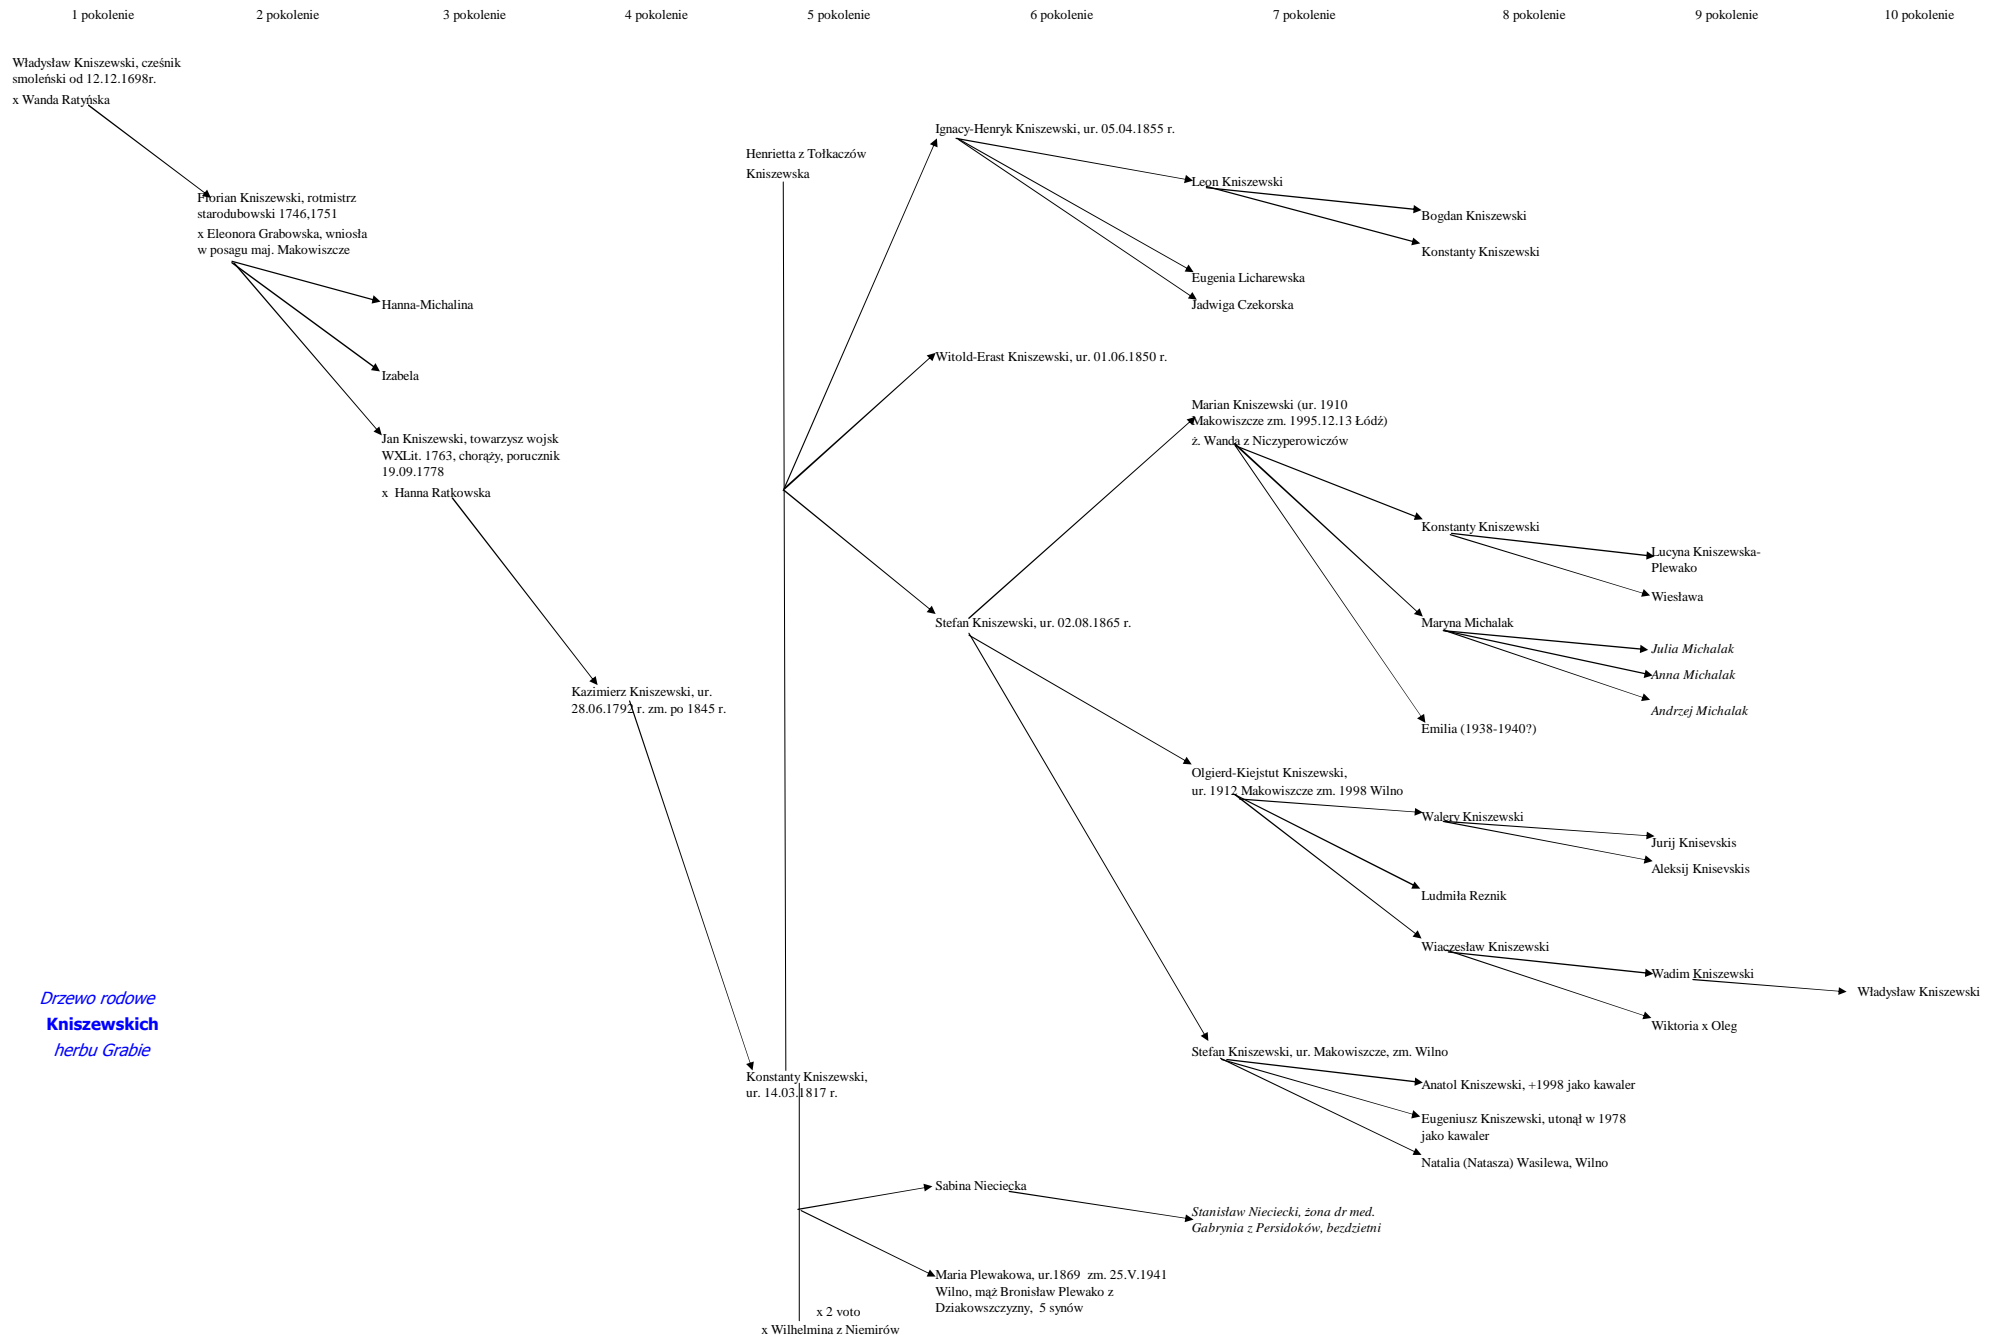 1 pokolenie
2 pokolenie
3 pokolenie
4 pokolenie
5 pokolenie
6 pokolenie
7 pokolenie
8 pokolenie
9 pokolenie
10 pokolenie
Władysław Kniszewski, cześnik
smoleński od 12.12.1698r.
x Wanda Ratyńska
Florian Kniszewski, rotmistrz
starodubowski 1746,1751
x Eleonora Grabowska, wniosła
w posagu maj. Makowiszcze
Hanna-Michalina
Izabela
Jan Kniszewski, towarzysz wojsk
WXLit. 1763, chorąży, porucznik
19.09.1778
x  Hanna Ratkowska
Kazimierz Kniszewski, ur.
28.06.1792 r. zm. po 1845 r.
Henrietta z Tołkaczów
Kniszewska
Konstanty Kniszewski,
ur. 14.03.1817 r.
x 2 voto
x Wilhelmina z Niemirów
Ignacy-Henryk Kniszewski, ur. 05.04.1855 r.
Witold-Erast Kniszewski, ur. 01.06.1850 r.
Stefan Kniszewski, ur. 02.08.1865 r.
Sabina Nieciecka
Maria Plewakowa, ur.1869  zm. 25.V.1941
Wilno, mąż Bronisław Plewako z
Dziakowszczyzny,  5 synów
Leon Kniszewski
Eugenia Licharewska
Jadwiga Czekorska
Marian Kniszewski (ur. 1910
Makowiszcze zm. 1995.12.13 Łódź)
ż. Wanda z Niczyperowiczów
Olgierd-Kiejstut Kniszewski,
ur. 1912 Makowiszcze zm. 1998 Wilno
Stefan Kniszewski, ur. Makowiszcze, zm. Wilno
Stanisław Nieciecki, żona dr med.
Gabrynia z Persidoków, bezdzietni
Bogdan Kniszewski
Konstanty Kniszewski
Konstanty Kniszewski
Maryna Michalak
Emilia (1938-1940?)
Walery Kniszewski
Ludmiła Reznik
Wiaczesław Kniszewski
Anatol Kniszewski, +1998 jako kawaler
Eugeniusz Kniszewski, utonął w 1978
jako kawaler
Natalia (Natasza) Wasilewa, Wilno
Lucyna Kniszewska-
Plewako
Wiesława
Julia Michalak
Anna Michalak
Andrzej Michalak
Jurij Knisevskis
Aleksij Knisevskis
Wadim Kniszewski
Wiktoria x Oleg
Władysław Kniszewski
Drzewo rodowe
Kniszewskich
herbu Grabie